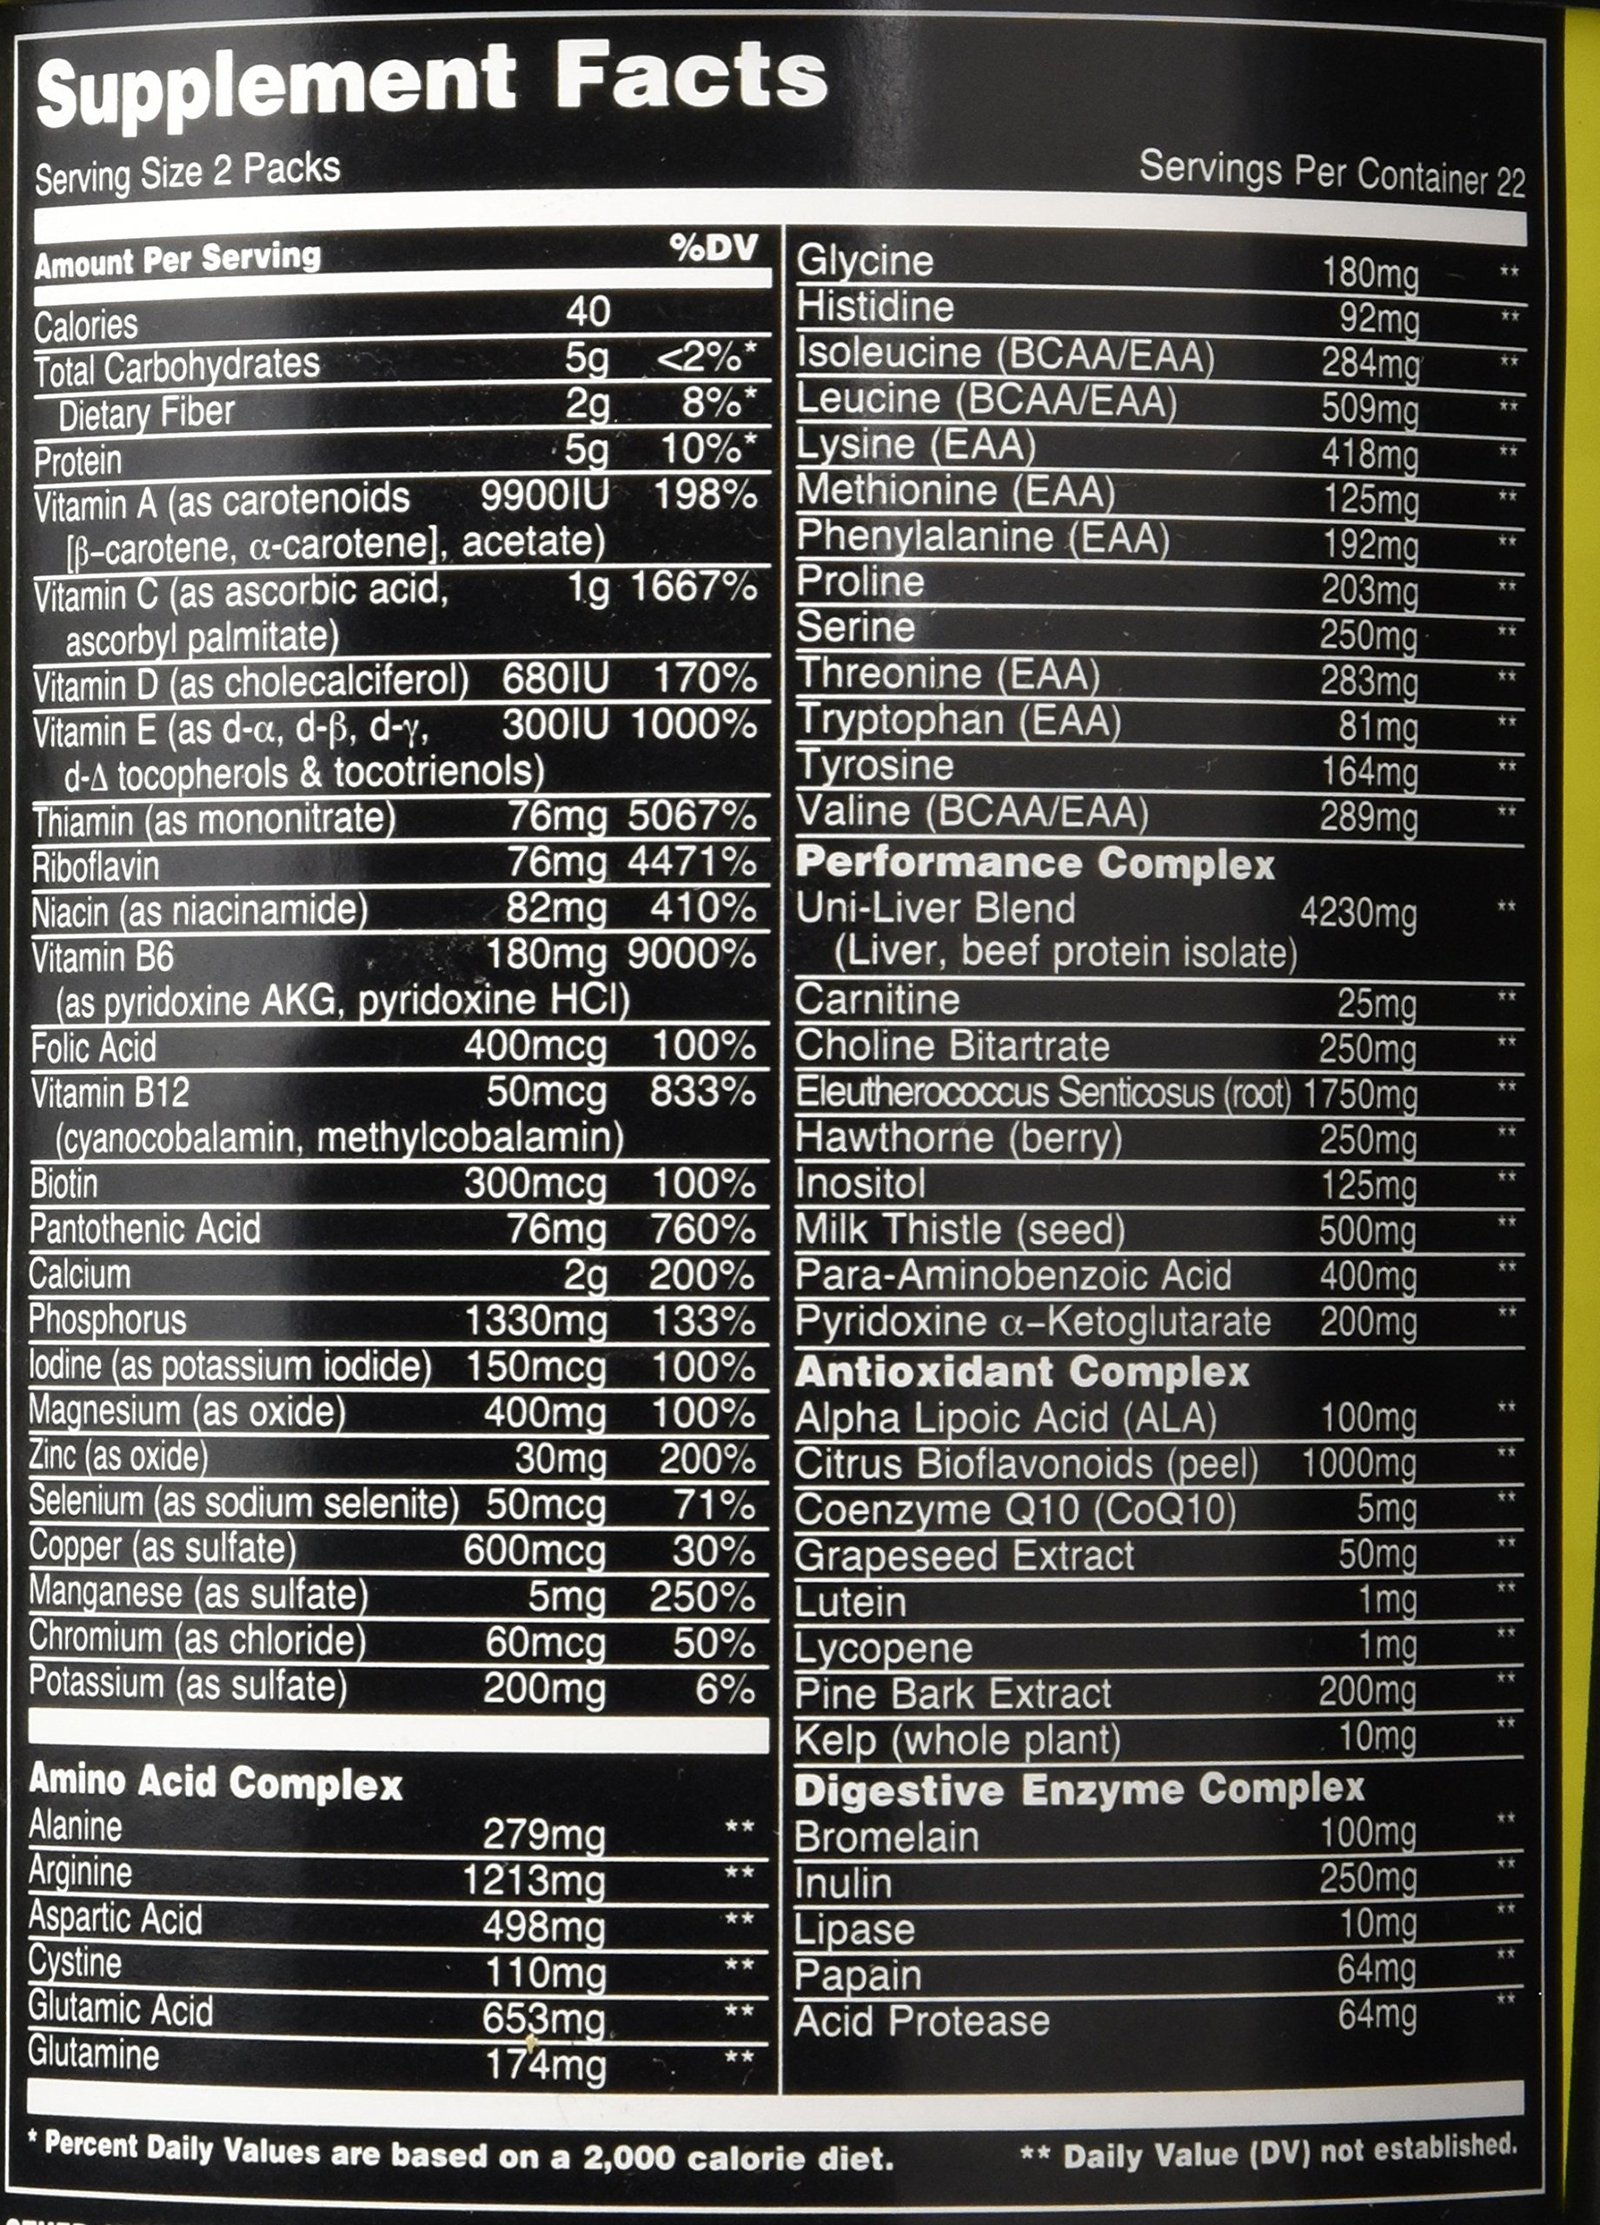 Supplement Facts
Serving Size 2 Packs
Servings Per Container 22
Amount Per Serving %DV
Calories 40
Total Carbohydrates 5g <2%*
Dietary Fiber 2g 8%*
Protein 5g 10%*
Vitamin A (as carotenoids 9900IU 198%
[β-carotene, α-carotene], acetate)
Vitamin C (as ascorbic acid, 1g 1667%
ascorbyl palmitate)
Vitamin D (as cholecalciferol) 680IU 170%
Vitamin E (as d-α, d-β, d-γ, 300IU 1000%
d-Δ tocopherols & tocotrienols)
Thiamin (as mononitrate) 76mg 5067%
Riboflavin 76mg 4471%
Niacin (as niacinamide) 82mg 410%
Vitamin B6 180mg 9000%
(as pyridoxine AKG, pyridoxine HCl)
Folic Acid 400mcg 100%
Vitamin B12 50mcg 833%
(cyanocobalamin, methylcobalamin)
Biotin 300mcg 100%
Pantothenic Acid 76mg 760%
Calcium 2g 200%
Phosphorus 1330mg 133%
Iodine (as potassium iodide) 150mcg 100%
Magnesium (as oxide) 400mg 100%
Zinc (as oxide) 30mg 200%
Selenium (as sodium selenite) 50mcg 71%
Copper (as sulfate) 600mcg 30%
Manganese (as sulfate) 5mg 250%
Chromium (as chloride) 60mcg 50%
Potassium (as sulfate) 200mg 6%
Amino Acid Complex
Alanine 279mg **
Arginine 1213mg **
Aspartic Acid 498mg **
Cystine 110mg **
Glutamic Acid 653mg **
Glutamine 174mg **
Glycine 180mg **
Histidine 92mg **
Isoleucine (BCAA/EAA) 284mg **
Leucine (BCAA/EAA) 509mg **
Lysine (EAA) 418mg **
Methionine (EAA) 125mg **
Phenylalanine (EAA) 192mg **
Proline 203mg **
Serine 250mg **
Threonine (EAA) 283mg **
Tryptophan (EAA) 81mg **
Tyrosine 164mg **
Valine (BCAA/EAA) 289mg **
Performance Complex
Uni-Liver Blend 4230mg **
(Liver, beef protein isolate)
Carnitine 25mg **
Choline Bitartrate 250mg **
Eleutherococcus Senticosus (root) 1750mg **
Hawthorne (berry) 250mg **
Inositol 125mg **
Milk Thistle (seed) 500mg **
Para-Aminobenzoic Acid 400mg **
Pyridoxine α-Ketoglutarate 200mg **
Antioxidant Complex
Alpha Lipoic Acid (ALA) 100mg **
Citrus Bioflavonoids (peel) 1000mg **
Coenzyme Q10 (CoQ10) 5mg **
Grapeseed Extract 50mg **
Lutein 1mg **
Lycopene 1mg **
Pine Bark Extract 200mg **
Kelp (whole plant) 10mg **
Digestive Enzyme Complex
Bromelain 100mg **
Inulin 250mg **
Lipase 10mg **
Papain 64mg **
Acid Protease 64mg **
* Percent Daily Values are based on a 2,000 calorie diet.
** Daily Value (DV) not established.